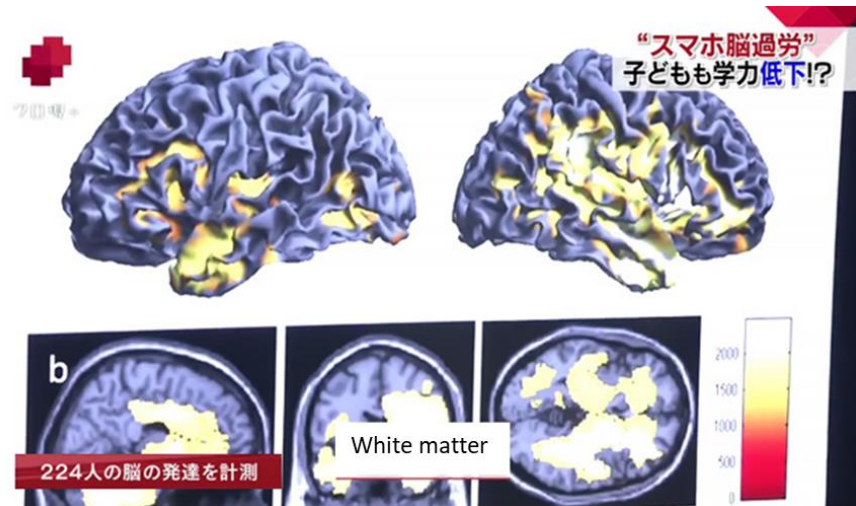 “スマホ脳過労”
子どもも学力低下!?
b
2000
1500
1000
500
0
White matter
224人の脳の発達を計測